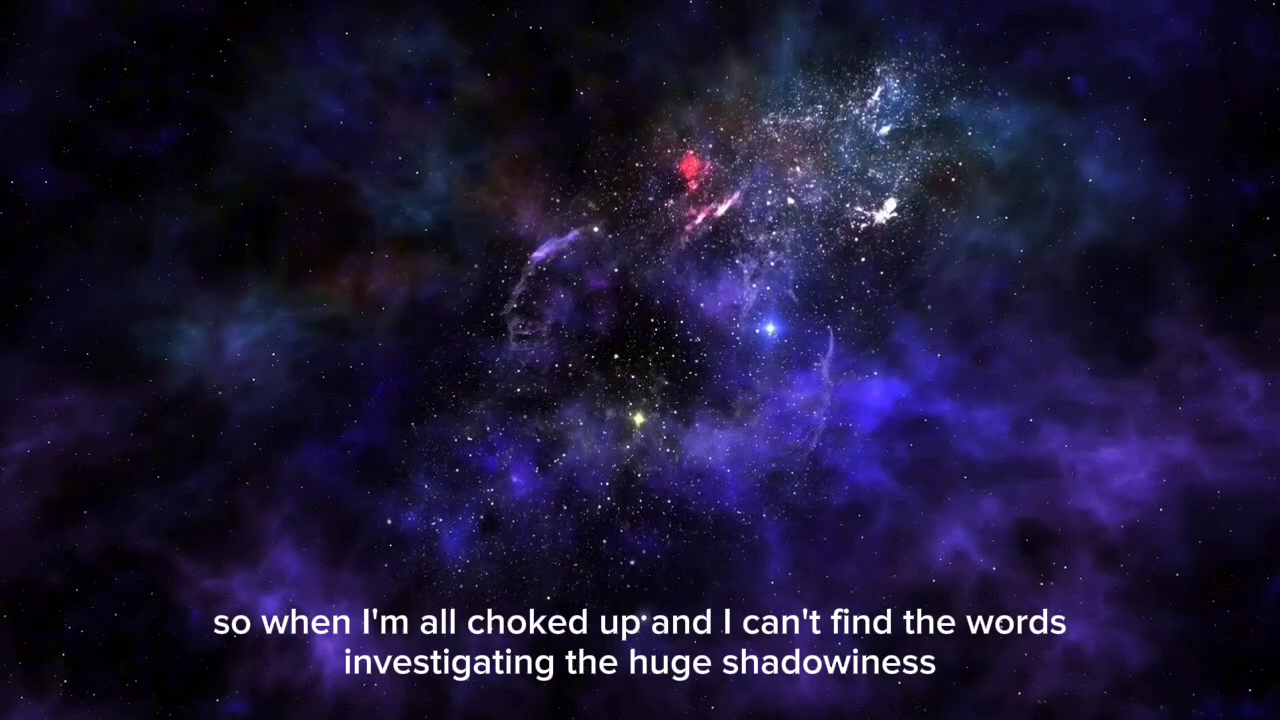 so when I'm all choked up and I can't find the words
investigating the huge shadowiness